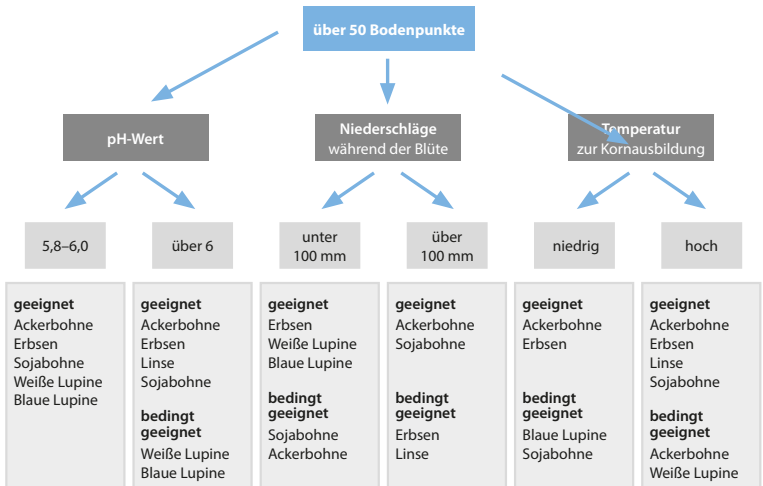 über 50 Bodenpunkte
pH-Wert
Niederschläge
während der Blüte
Temperatur
zur Kornausbildung
5,8–6,0
über 6
unter
100 mm
über
100 mm
niedrig
hoch
geeignet
Ackerbohne
Erbsen
Sojabohne
Weiße Lupine
Blaue Lupine
geeignet
Ackerbohne
Erbsen
Linse
Sojabohne
bedingt
geeignet
Weiße Lupine
Blaue Lupine
geeignet
Erbsen
Weiße Lupine
Blaue Lupine
bedingt
geeignet
Sojabohne
Ackerbohne
geeignet
Ackerbohne
Sojabohne
bedingt
geeignet
Erbsen
Linse
geeignet
Ackerbohne
Erbsen
bedingt
geeignet
Blaue Lupine
Sojabohne
geeignet
Ackerbohne
Erbsen
Linse
Sojabohne
bedingt
geeignet
Ackerbohne
Weiße Lupine